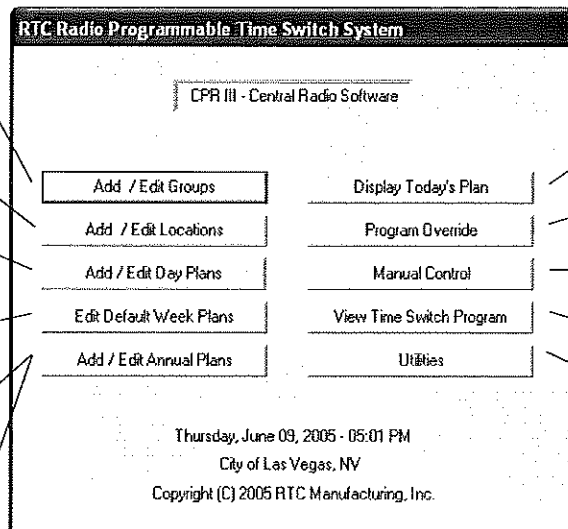 RTC Radio Programmable Time Switch System
CPR III - Central Radio Software
Add / Edit Groups
Add / Edit Locations
Add / Edit Day Plans
Edit Default Week Plans
Add / Edit Annual Plans
Display Today's Plan
Program Override
Manual Control
View Time Switch Program
Utilities
Thursday, June 09, 2005 - 05:01 PM
City of Las Vegas, NV
Copyright (C) 2005 RTC Manufacturing, Inc.